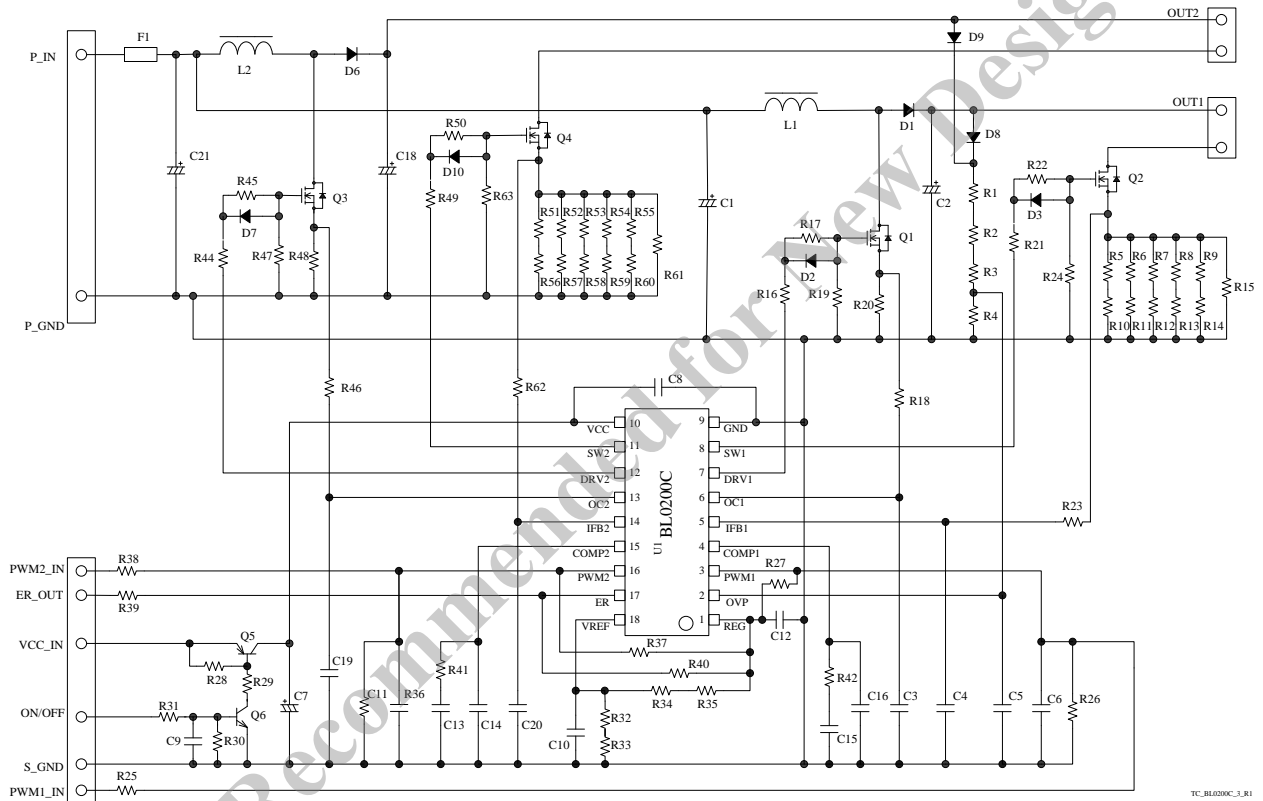 OUT2
F1
D9
P_IN
L2
D6
OUT1
L1
D1
R50
Q4
D8
C21
C18
R22
D10
Q2
R45
Q3
R49
R63
R1
D3
C1
C2
R51 R52 R53 R54 R55
R17
Q1
R2
R21
D7
R44
R47 R48
R61
D2
R3
R24
R5 R6 R7 R8 R9
R56 R57 R58 R59 R60
R16
R19
R20
R15
R4
R10 R11 R12 R13 R14
P_GND
R46
R62
C8
R18
10 9
VCC GND
11 8
SW2 SW1
12 7
DRV2 DRV1
U1
BL0200C
13 6
OC2 OC1
14 5
IFB2 IFB1
R23
15 4
COMP2 COMP1
PWM2_IN
R38
16 3
PWM2 PWM1
R27
ER_OUT
R39
17 2
ER OVP
18 1
VREF REG
C12
VCC_IN
Q5
R37
R28
R29
C19
R41
R40
R42
ON/OFF
R31
Q6
C7
C11
R36
R34 R35
C9
R30
C13
C14
C20
C10
R32
R33
C16
C15
C3
C4
C5
C6
R26
S_GND
R25
PWM1_IN
TC_BL0200C_3_R1
Recommended for New Desig